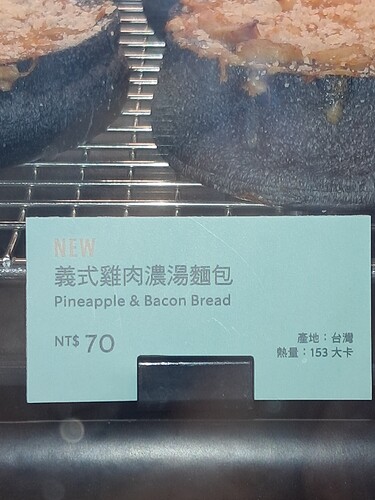 NEW
義式雞肉濃湯麵包
Pineapple & Bacon Bread
NT$ 70
產地：台灣
熱量：153 大卡